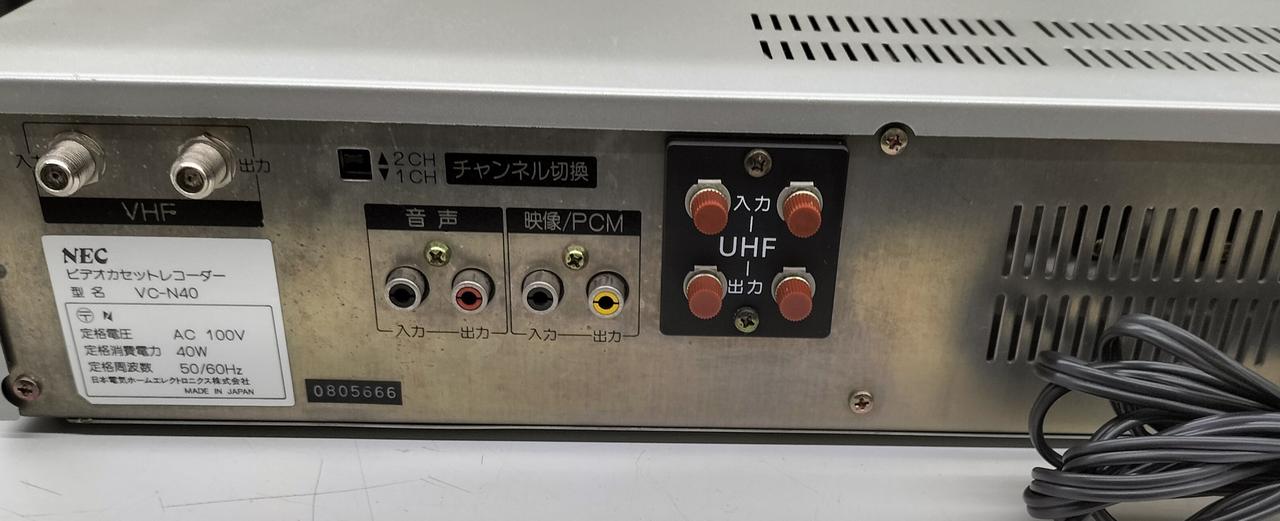 入力
出力
VHF
▲2CH
▼1CH
チャンネル切換
音声
映像/PCM
入力
出力
入力
出力
入力
UHF
出力
NEC
ビデオカセットレコーダー
型名 VC-N40
〒 N
定格電圧 AC 100V
定格消費電力 40W
定格周波数 50/60Hz
日本電気ホームエレクトロニクス株式会社
MADE IN JAPAN
0805666